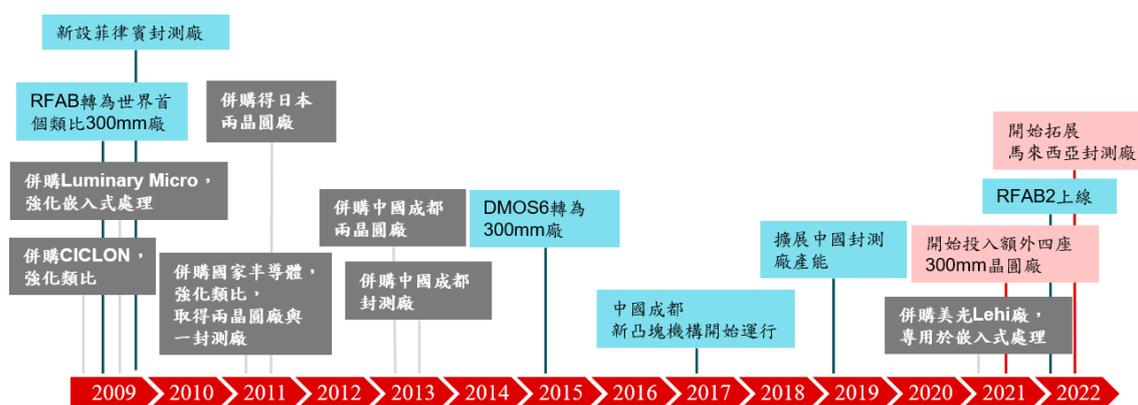 新設菲律賓封測廠
RFAB轉為世界首
個類比300mm廠
併購Luminary Micro，
強化嵌入式處理
併購CICLON，
強化類比
併購得日本
兩晶圓廠
併購國家半導體，
強化類比，
取得兩晶圓廠與
一封測廠
併購中國成都
兩晶圓廠
併購中國成都
封測廠
DMOS6轉為
300mm廠
中國成都
新凸塊機構開始運行
擴展中國封測
廠產能
開始拓展
馬來西亞封測廠
RFAB2上線
開始投入額外四座
300mm晶圓廠
併購美光Lehi廠，
專用於嵌入式處理
2009 2010 2011 2012 2013 2014 2015 2016 2017 2018 2019 2020 2021 2022